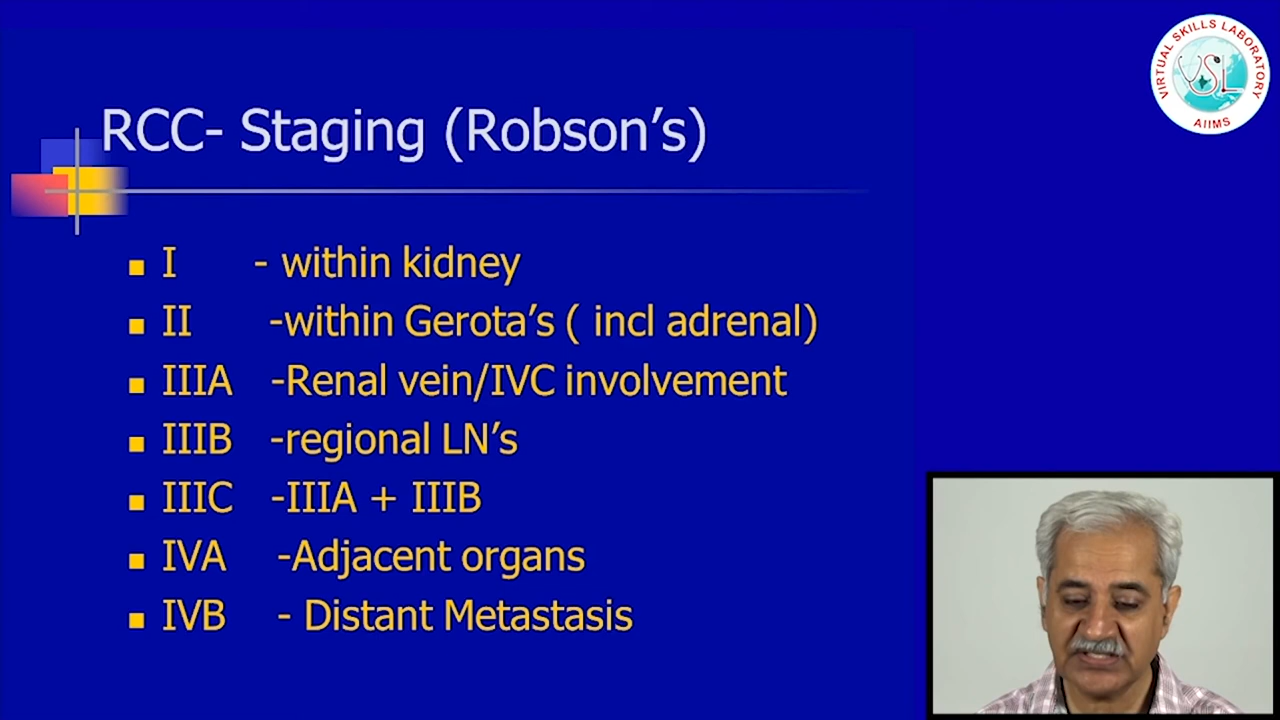 RCC- Staging (Robson's)
I - within kidney
II -within Gerota's ( incl adrenal)
IIIA -Renal vein/IVC involvement
IIIB -regional LN's
IIIC -IIIA + IIIB
IVA -Adjacent organs
IVB - Distant Metastasis
VIRTUAL SKILLS LABORATORY
VSL
AIIMS